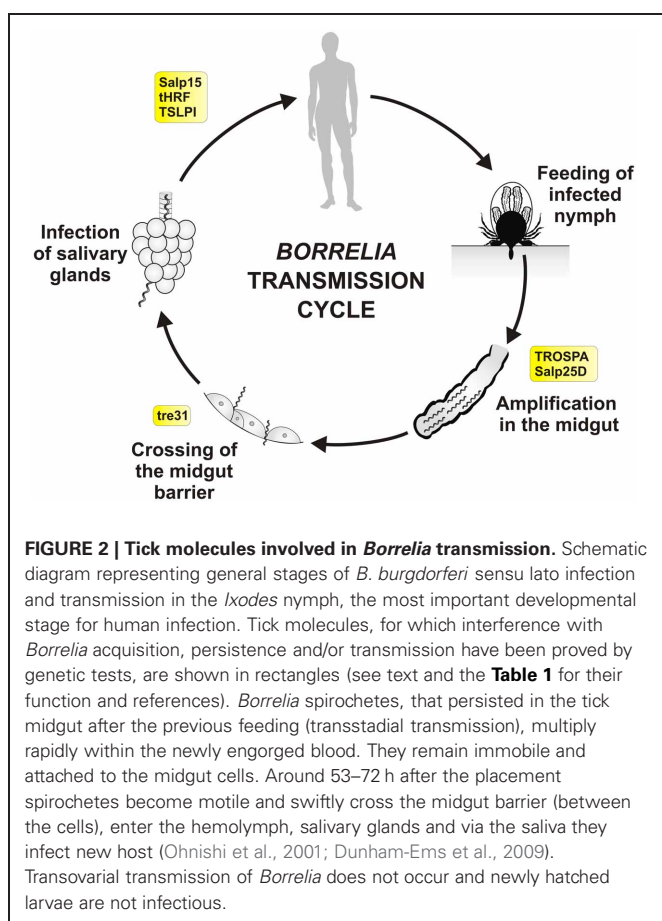 Salp15
tHRF
TSLPI
Feeding of
infected
nymph
Infection
of salivary
glands
BORRELIA
TRANSMISSION
CYCLE
TROSPA
Salp25D
Amplification
in the midgut
tre31
Crossing of
the midgut
barrier
FIGURE 2 | Tick molecules involved in Borrelia transmission. Schematic
diagram representing general stages of B. burgdorferi sensu lato infection
and transmission in the Ixodes nymph, the most important developmental
stage for human infection. Tick molecules, for which interference with
Borrelia acquisition, persistence and/or transmission have been proved by
genetic tests, are shown in rectangles (see text and the Table 1 for their
function and references). Borrelia spirochetes, that persisted in the tick
midgut after the previous feeding (transstadial transmission), multiply
rapidly within the newly engorged blood. They remain immobile and
attached to the midgut cells. Around 53–72 h after the placement
spirochetes become motile and swiftly cross the midgut barrier (between
the cells), enter the hemolymph, salivary glands and via the saliva they
infect new host (Ohnishi et al., 2001; Dunham-Ems et al., 2009).
Transovarial transmission of Borrelia does not occur and newly hatched
larvae are not infectious.